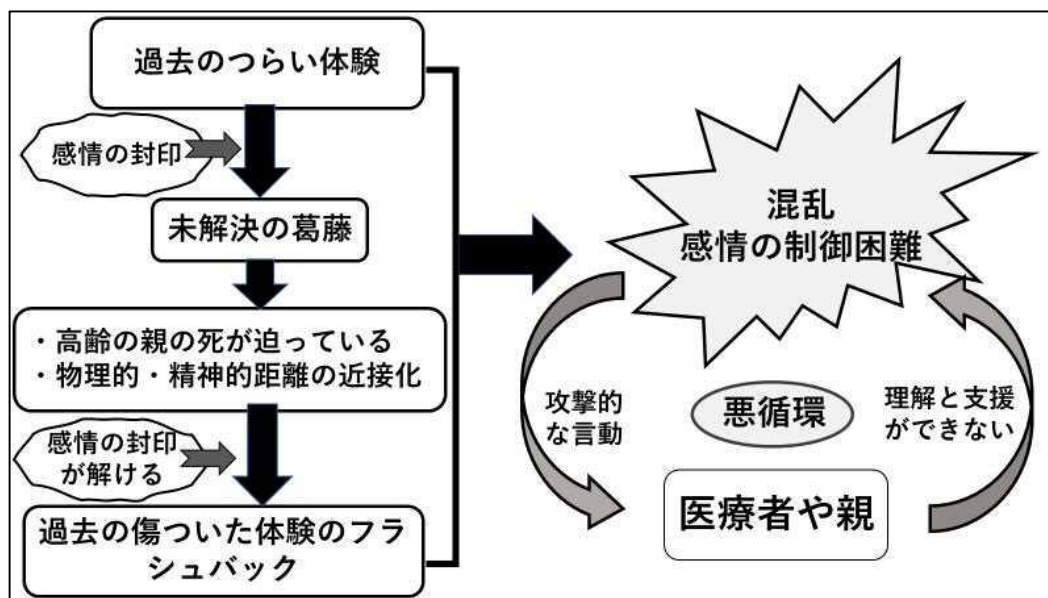 過去のつらい体験
感情の封印
未解決の葛藤
・高齢の親の死が迫っている
・物理的・精神的距離の近接化
感情の封印
が解ける
過去の傷ついた体験のフラ
シュバック
混乱
感情の制御困難
攻撃的
な言動
悪循環
理解と支援
ができない
医療者や親